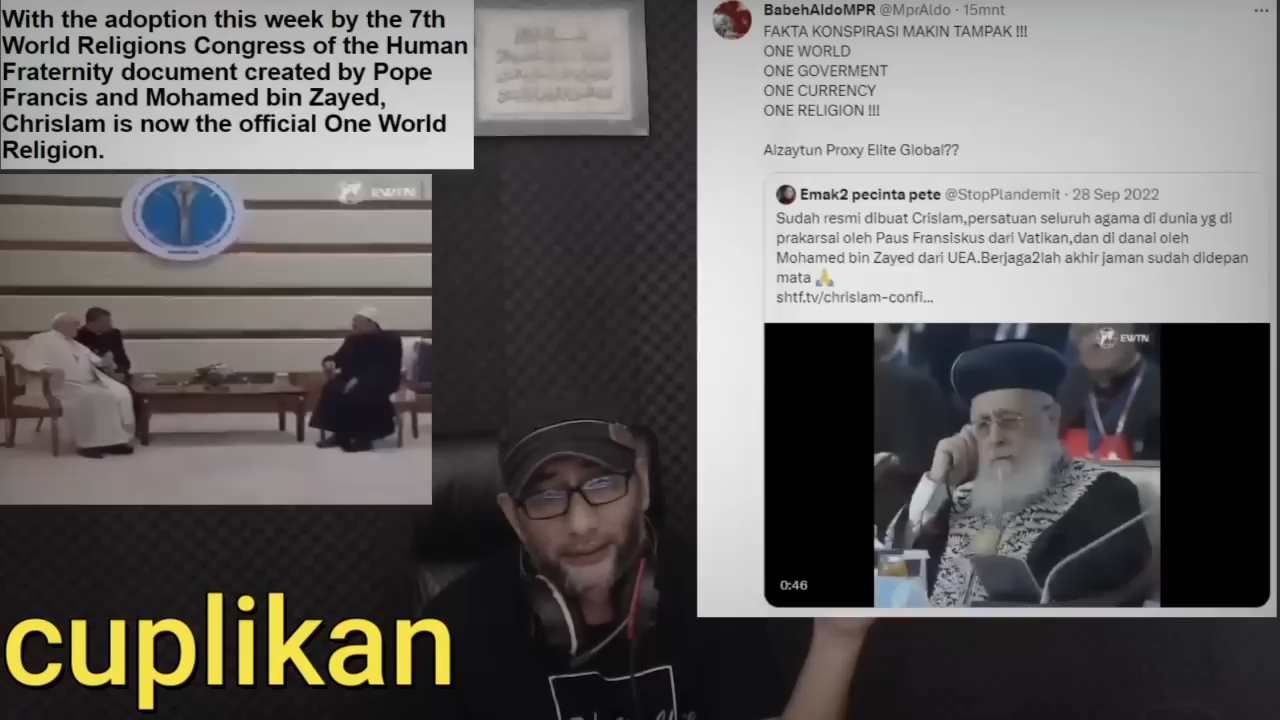 With the adoption this week by the 7th
World Religions Congress of the Human
Fraternity document created by Pope
Francis and Mohamed bin Zayed,
Chrislam is now the official One World
Religion.
EWTN
cuplikan
BabehAldoMPR @MprAldo · 15mnt
FAKTA KONSPIRASI MAKIN TAMPAK !!!
ONE WORLD
ONE GOVERMENT
ONE CURRENCY
ONE RELIGION !!!
Alzaytun Proxy Elite Global??
Emak2 pecinta pete @StopPlandemit · 28 Sep 2022
Sudah resmi dibuat Crislam,persatuan seluruh agama di dunia yg di
prakarsai oleh Paus Fransiskus dari Vatikan,dan di danai oleh
Mohamed bin Zayed dari UEA.Berjaga2lah akhir jaman sudah didepan
mata 🙏
shtf.tv/chrislam-confi...
EWTN
0:46